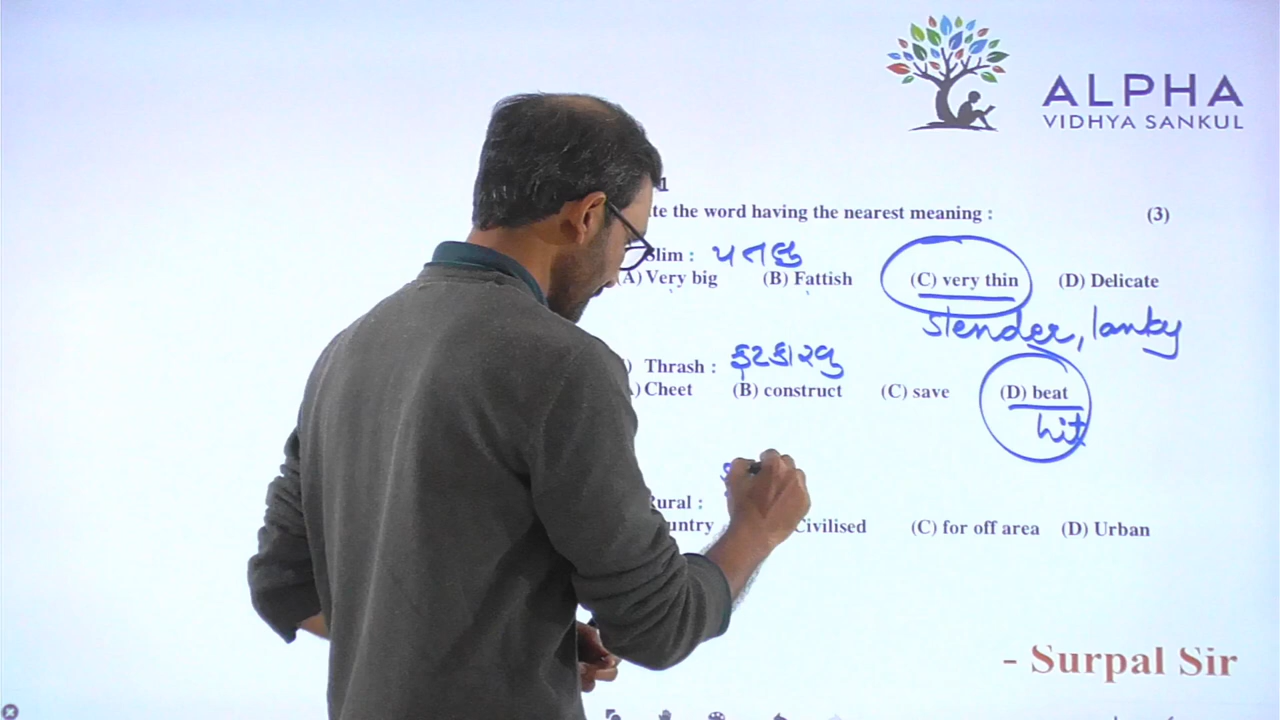 ALPHA
VIDHYA SANKUL
1
te the word having the nearest meaning : (3)
Slim : પતલુ
A) Very big (B) Fattish (C) very thin (D) Delicate
slender, lanky
) Thrash : ફટકારવુ
) Cheet (B) construct (C) save (D) beat
hit
Rural :
untry Civilised (C) for off area (D) Urban
- Surpal Sir